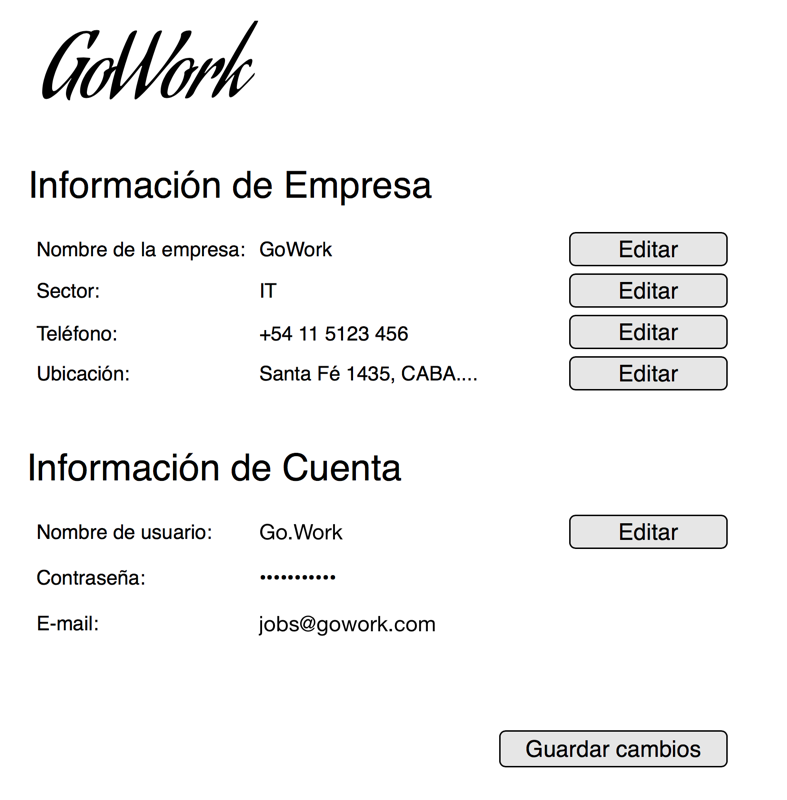 GoWork
Información de Empresa
Nombre de la empresa: GoWork Editar
Sector: IT Editar
Teléfono: +54 11 5123 456 Editar
Ubicación: Santa Fé 1435, CABA.... Editar
Información de Cuenta
Nombre de usuario: Go.Work Editar
Contraseña: •••••••••••
E-mail: jobs@gowork.com
Guardar cambios